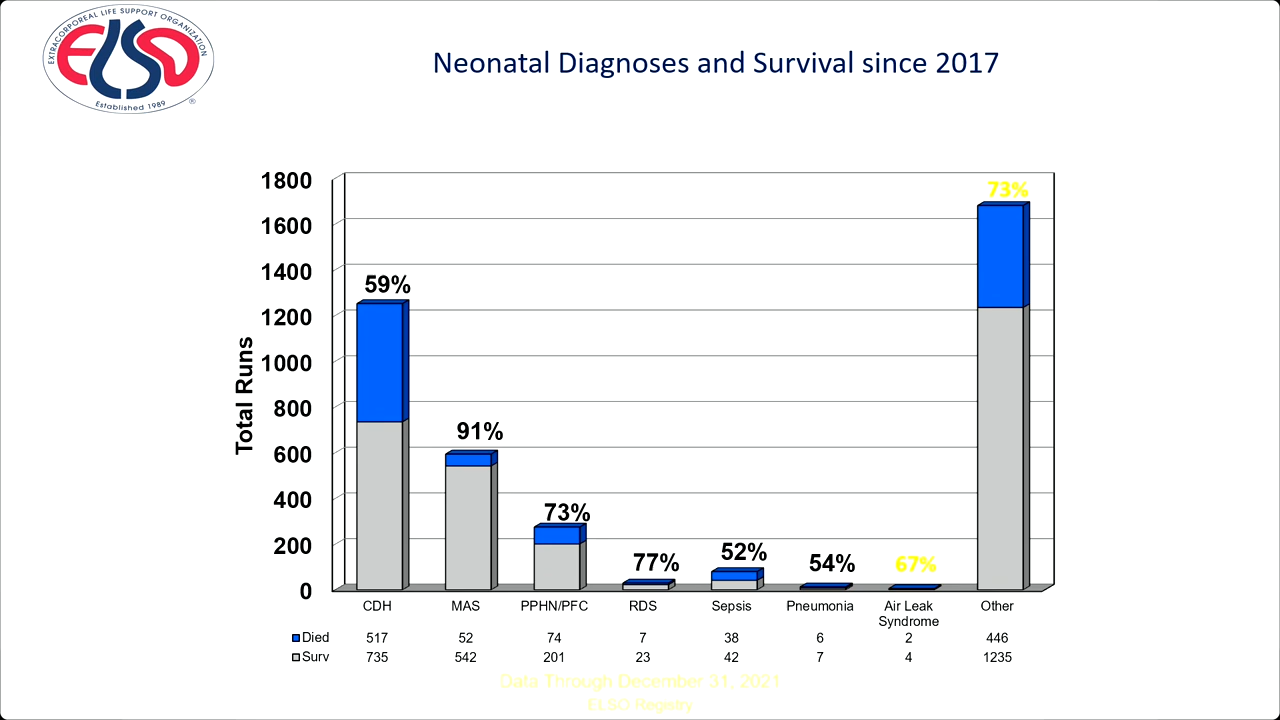 EXTRACORPOREAL LIFE SUPPORT ORGANIZATION
ELSO
Established 1989
®
Neonatal Diagnoses and Survival since 2017
Total Runs
1800
1600
1400
1200
1000
800
600
400
200
0
59%
91%
73%
77%
52%
54%
67%
73%
CDH MAS PPHN/PFC RDS Sepsis Pneumonia Air Leak Syndrome Other
Died 517 52 74 7 38 6 2 446
Surv 735 542 201 23 42 7 4 1235
Data Through December 31, 2021
ELSO Registry